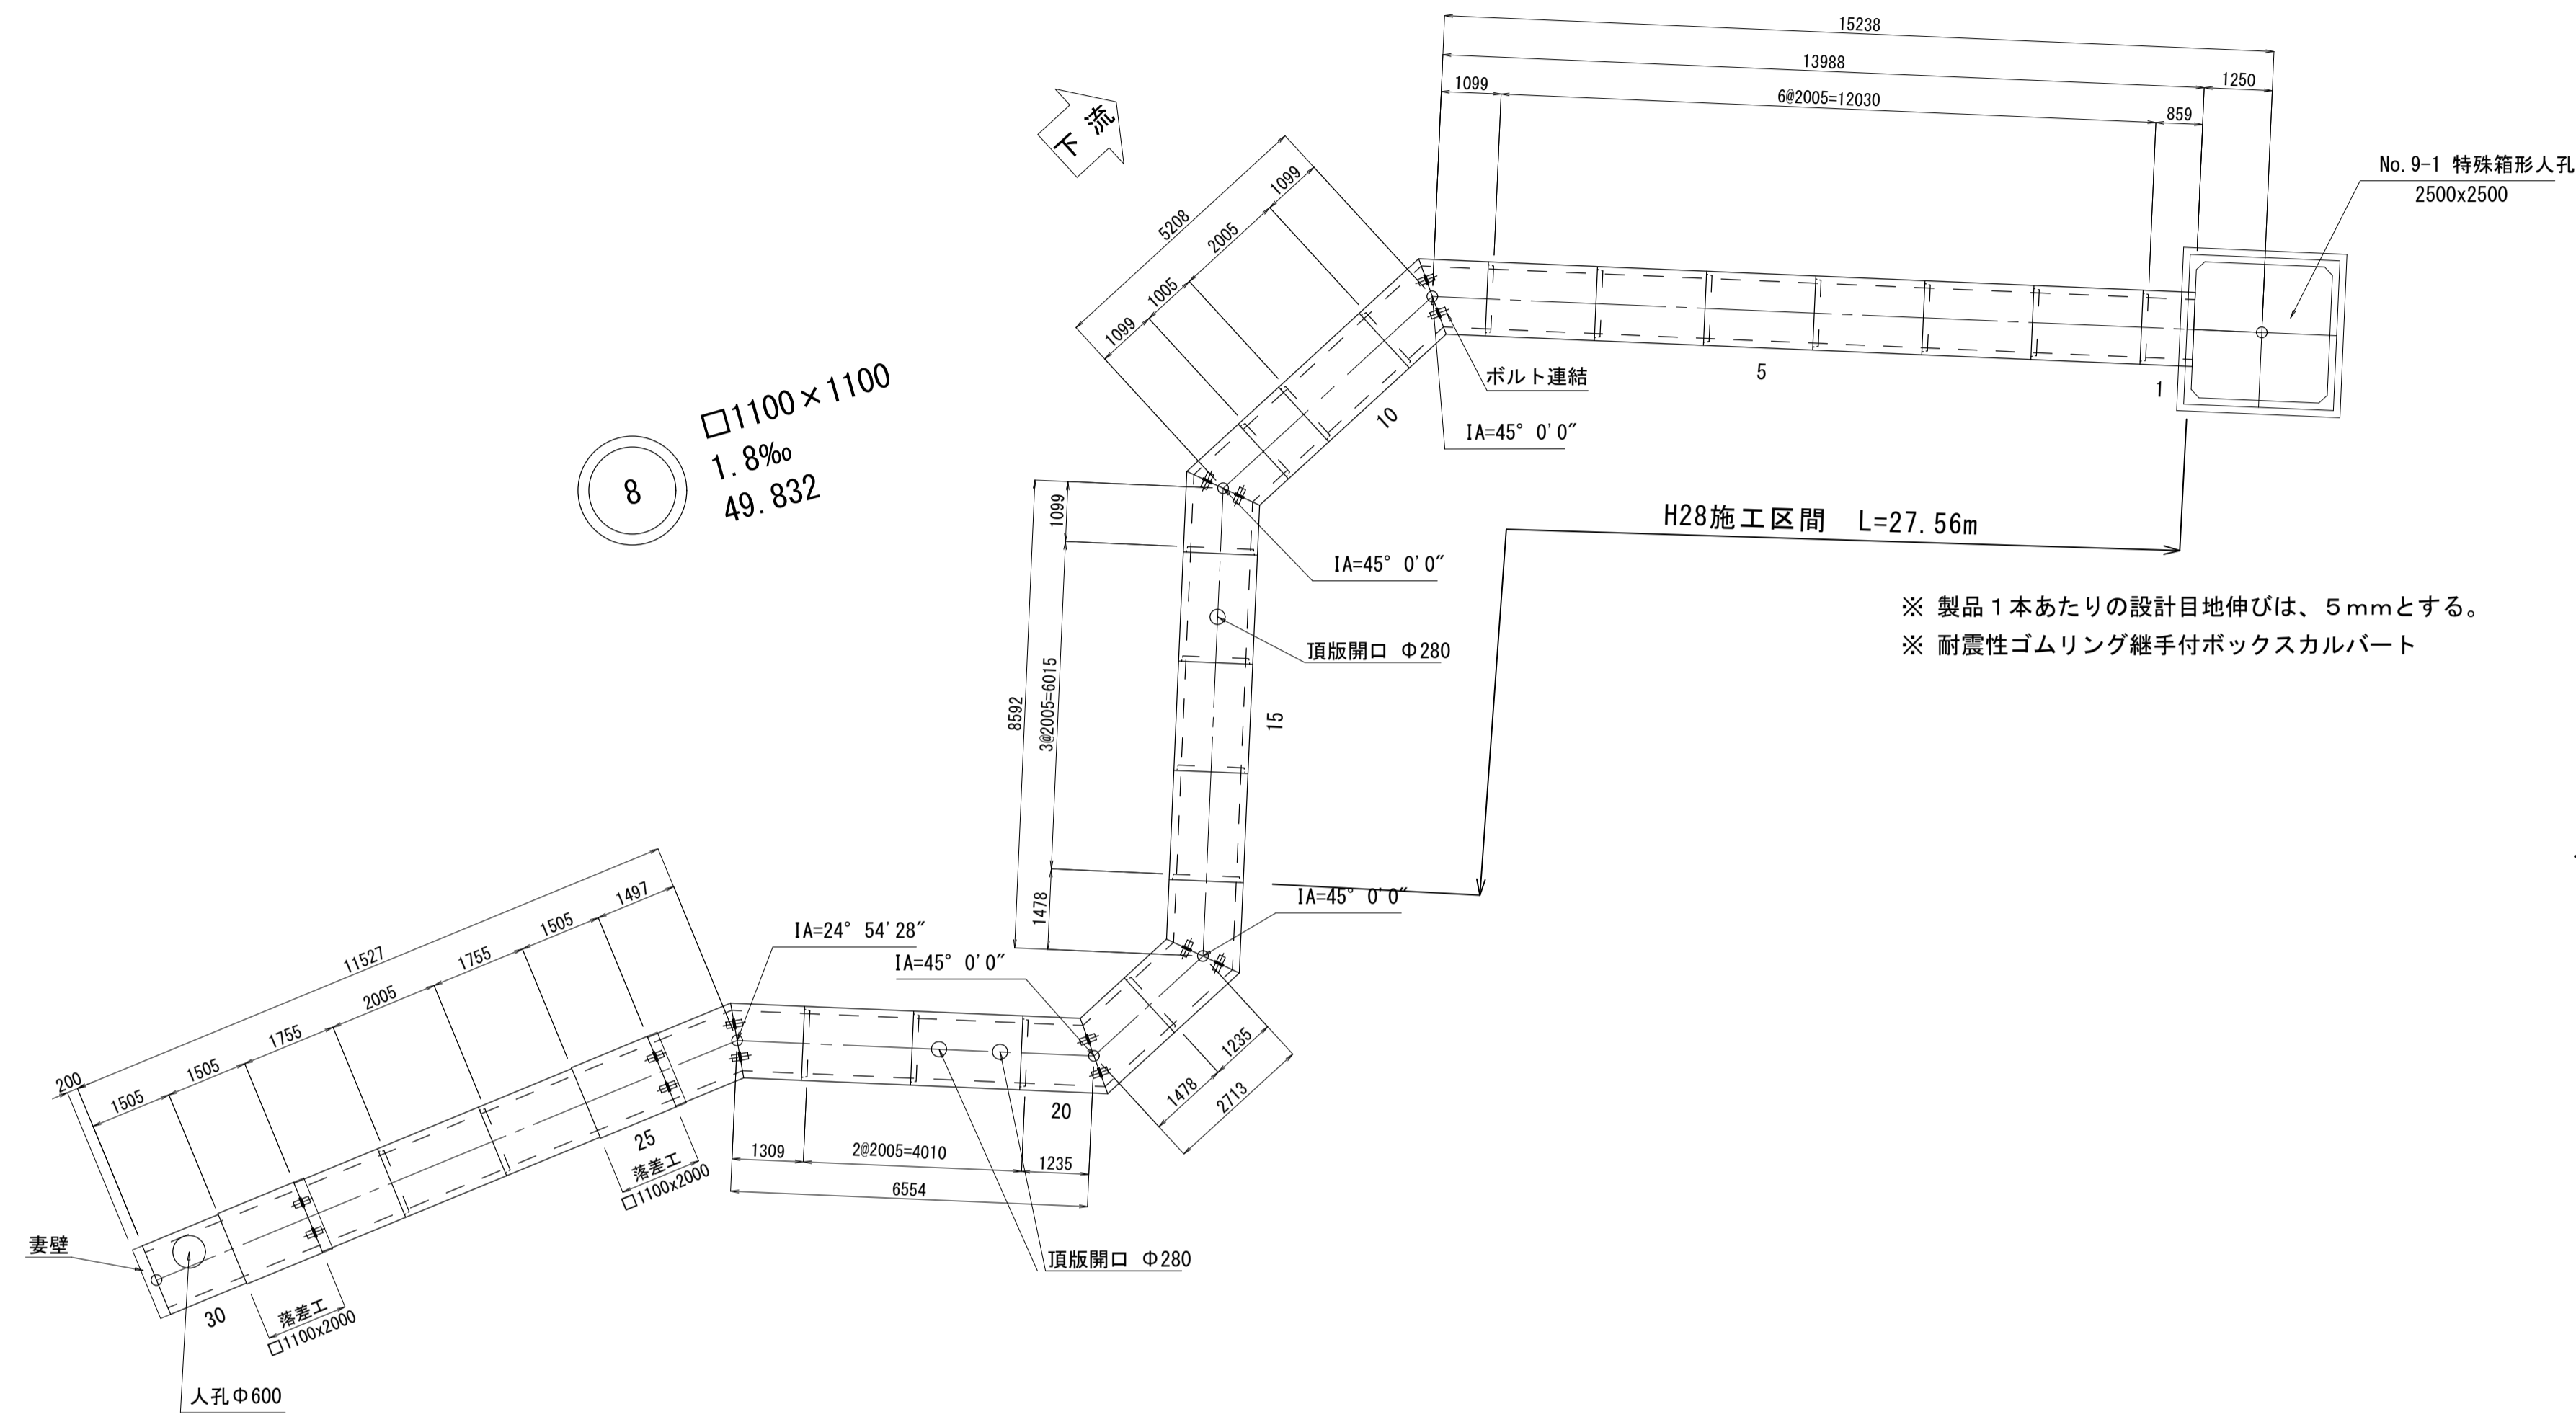 15238
13988
1250
1099
6@2005=12030
859
No.9-1 特殊箱形人孔
2500x2500
下 流
5208
1099
2005
1005
1099
ボルト連結
IA=45° 0'0"
5
1
10
□1100×1100
1.8‰
49.832
8
1099
IA=45° 0'0"
H28施工区間 L=27.56m
※ 製品1本あたりの設計目地伸びは、5mmとする。
※ 耐震性ゴムリング継手付ボックスカルバート
頂版開口 Φ280
8592
3@2005=6015
15
1478
IA=45° 0'0"
IA=24° 54'28"
IA=45° 0'0"
11527
1497
1505
1755
2005
1755
1505
1505
200
1235
1478
2713
20
1309
2@2005=4010
1235
6554
25
落差工
□1100x2000
頂版開口 Φ280
妻壁
30
落差工
□1100x2000
人孔Φ600